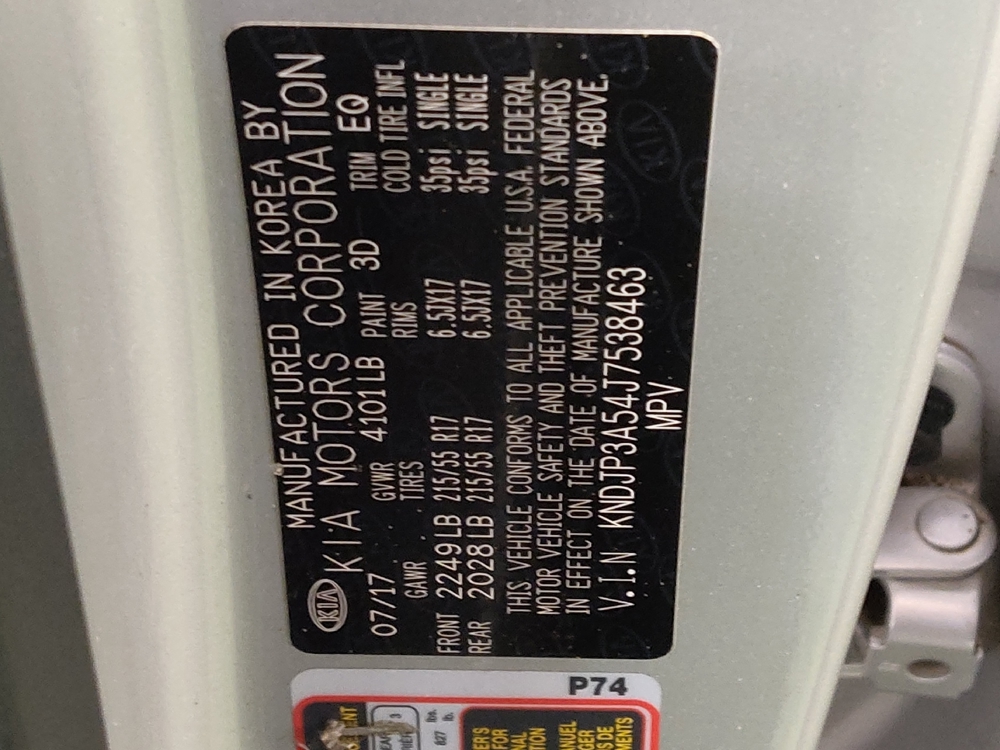 MANUFACTURED IN KOREA BY
KIA KIA MOTORS CORPORATION
07/17 GVWR 4101LB PAINT 3D TRIM EQ
GAWR TIRES RIMS COLD TIRE INFL
FRONT 2249LB 215/55 R17 6.5JX17 35psi SINGLE
REAR 2028LB 215/55 R17 6.5JX17 35psi SINGLE
THIS VEHICLE CONFORMS TO ALL APPLICABLE U.S.A. FEDERAL
MOTOR VEHICLE SAFETY AND THEFT PREVENTION STANDARDS
IN EFFECT ON THE DATE OF MANUFACTURE SHOWN ABOVE.
V.I.N KNDJP3A54J7538463
MPV
P74